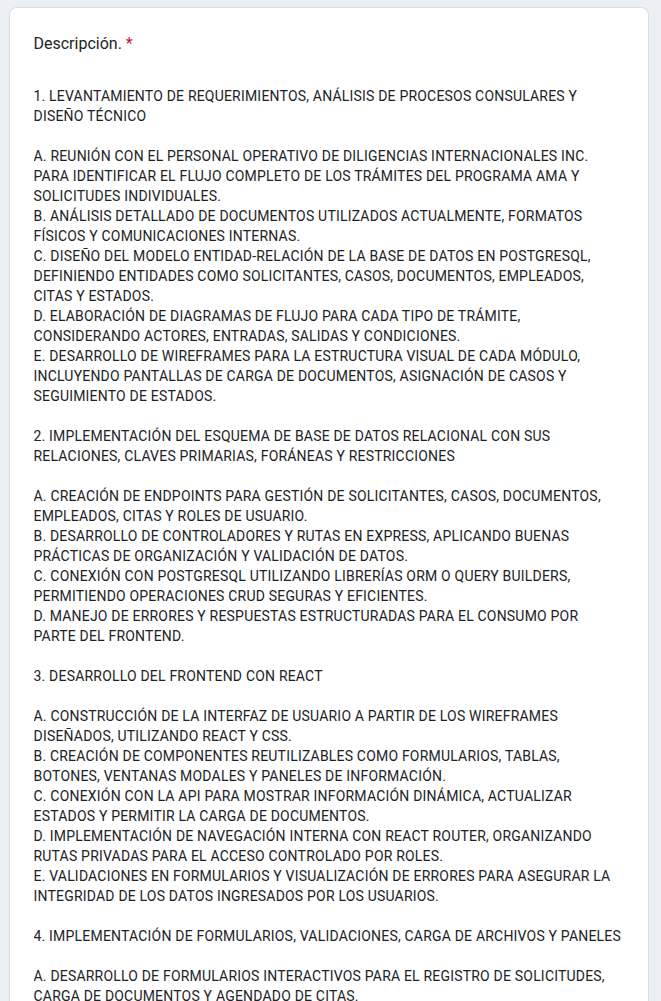 Descripción. *
1. LEVANTAMIENTO DE REQUERIMIENTOS, ANÁLISIS DE PROCESOS CONSULARES Y
DISEÑO TÉCNICO
A. REUNIÓN CON EL PERSONAL OPERATIVO DE DILIGENCIAS INTERNACIONALES INC.
PARA IDENTIFICAR EL FLUJO COMPLETO DE LOS TRÁMITES DEL PROGRAMA AMA Y
SOLICITUDES INDIVIDUALES.
B. ANÁLISIS DETALLADO DE DOCUMENTOS UTILIZADOS ACTUALMENTE, FORMATOS
FÍSICOS Y COMUNICACIONES INTERNAS.
C. DISEÑO DEL MODELO ENTIDAD-RELACIÓN DE LA BASE DE DATOS EN POSTGRESQL,
DEFINIENDO ENTIDADES COMO SOLICITANTES, CASOS, DOCUMENTOS, EMPLEADOS,
CITAS Y ESTADOS.
D. ELABORACIÓN DE DIAGRAMAS DE FLUJO PARA CADA TIPO DE TRÁMITE,
CONSIDERANDO ACTORES, ENTRADAS, SALIDAS Y CONDICIONES.
E. DESARROLLO DE WIREFRAMES PARA LA ESTRUCTURA VISUAL DE CADA MÓDULO,
INCLUYENDO PANTALLAS DE CARGA DE DOCUMENTOS, ASIGNACIÓN DE CASOS Y
SEGUIMIENTO DE ESTADOS.
2. IMPLEMENTACIÓN DEL ESQUEMA DE BASE DE DATOS RELACIONAL CON SUS
RELACIONES, CLAVES PRIMARIAS, FORÁNEAS Y RESTRICCIONES
A. CREACIÓN DE ENDPOINTS PARA GESTIÓN DE SOLICITANTES, CASOS, DOCUMENTOS,
EMPLEADOS, CITAS Y ROLES DE USUARIO.
B. DESARROLLO DE CONTROLADORES Y RUTAS EN EXPRESS, APLICANDO BUENAS
PRÁCTICAS DE ORGANIZACIÓN Y VALIDACIÓN DE DATOS.
C. CONEXIÓN CON POSTGRESQL UTILIZANDO LIBRERÍAS ORM O QUERY BUILDERS,
PERMITIENDO OPERACIONES CRUD SEGURAS Y EFICIENTES.
D. MANEJO DE ERRORES Y RESPUESTAS ESTRUCTURADAS PARA EL CONSUMO POR
PARTE DEL FRONTEND.
3. DESARROLLO DEL FRONTEND CON REACT
A. CONSTRUCCIÓN DE LA INTERFAZ DE USUARIO A PARTIR DE LOS WIREFRAMES
DISEÑADOS, UTILIZANDO REACT Y CSS.
B. CREACIÓN DE COMPONENTES REUTILIZABLES COMO FORMULARIOS, TABLAS,
BOTONES, VENTANAS MODALES Y PANELES DE INFORMACIÓN.
C. CONEXIÓN CON LA API PARA MOSTRAR INFORMACIÓN DINÁMICA, ACTUALIZAR
ESTADOS Y PERMITIR LA CARGA DE DOCUMENTOS.
D. IMPLEMENTACIÓN DE NAVEGACIÓN INTERNA CON REACT ROUTER, ORGANIZANDO
RUTAS PRIVADAS PARA EL ACCESO CONTROLADO POR ROLES.
E. VALIDACIONES EN FORMULARIOS Y VISUALIZACIÓN DE ERRORES PARA ASEGURAR LA
INTEGRIDAD DE LOS DATOS INGRESADOS POR LOS USUARIOS.
4. IMPLEMENTACIÓN DE FORMULARIOS, VALIDACIONES, CARGA DE ARCHIVOS Y PANELES
A. DESARROLLO DE FORMULARIOS INTERACTIVOS PARA EL REGISTRO DE SOLICITUDES,
CARGA DE DOCUMENTOS Y AGENDADO DE CITAS.